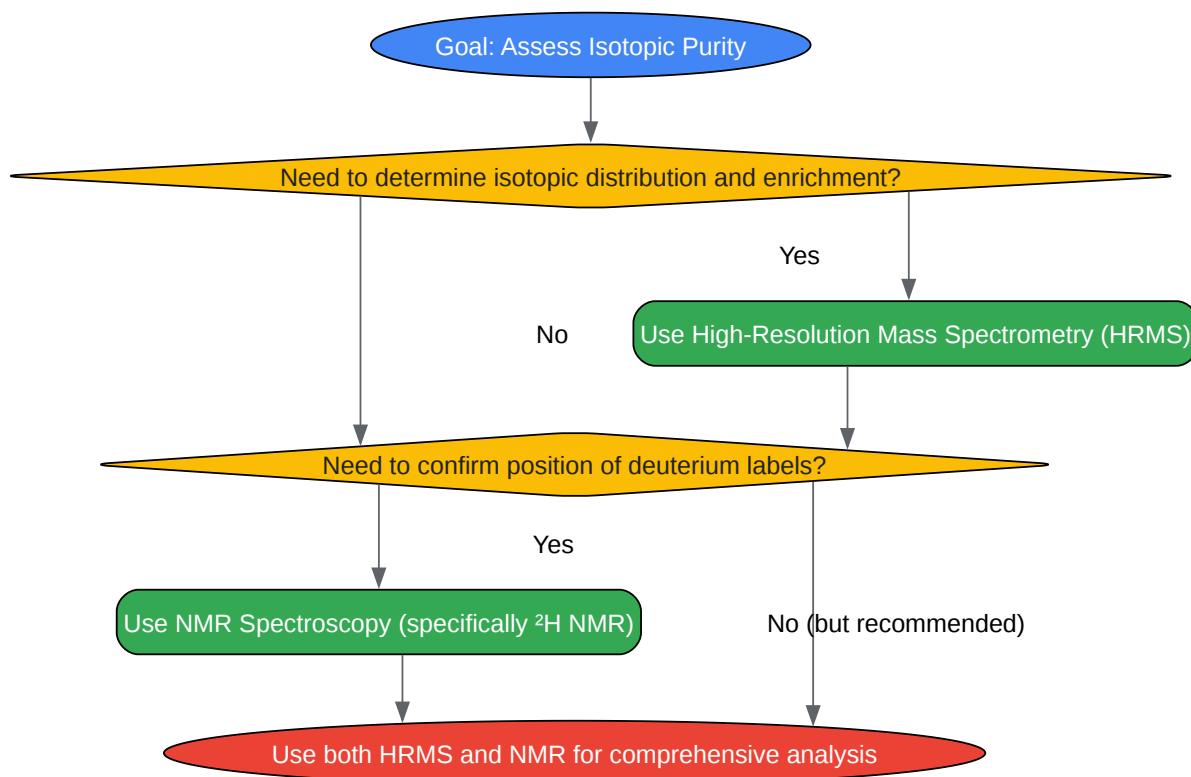 Goal: Assess Isotopic Purity
Need to determine isotopic distribution and enrichment?
Yes
Use High-Resolution Mass Spectrometry (HRMS)
No
Need to confirm position of deuterium labels?
Yes
Use NMR Spectroscopy (specifically ²H NMR)
No (but recommended)
Use both HRMS and NMR for comprehensive analysis